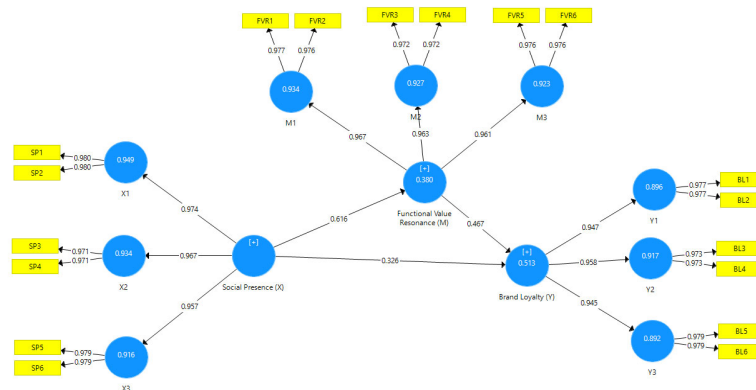 FVR1 FVR2 FVR3 FVR4 FVR5 FVR6
0.977 0.976 0.972 0.972 0.976 0.976
0.934 0.927 0.923
M1 M2 M3
0.967 0.963 0.961
SP1
SP2
0.980
0.980
0.949
X1
0.974
[+]
0.380
Functional Value
Resonance (M)
0.616
0.467
BL1
BL2
0.977
0.977
0.896
Y1
0.947
SP3
SP4
0.971
0.971
0.934
X2
0.967
[+]
Social Presence (X)
0.326
[+]
0.513
Brand Loyalty (Y)
0.958
0.917
Y2
0.973
0.973
BL3
BL4
SP5
SP6
0.979
0.979
0.916
X3
0.957
0.945
0.892
Y3
0.979
0.979
BL5
BL6